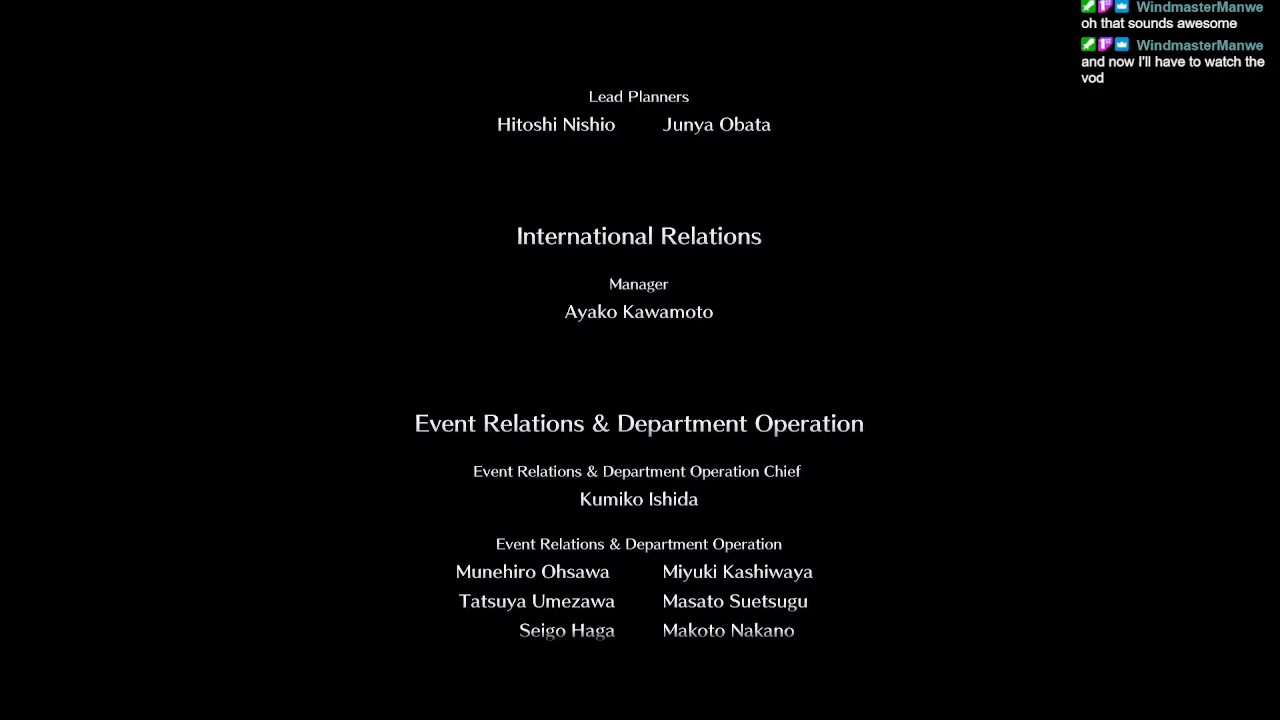 WindmasterManwe
oh that sounds awesome
WindmasterManwe
and now I'll have to watch the
vod
Lead Planners
Hitoshi Nishio Junya Obata
International Relations
Manager
Ayako Kawamoto
Event Relations & Department Operation
Event Relations & Department Operation Chief
Kumiko Ishida
Event Relations & Department Operation
Munehiro Ohsawa Miyuki Kashiwaya
Tatsuya Umezawa Masato Suetsugu
Seigo Haga Makoto Nakano